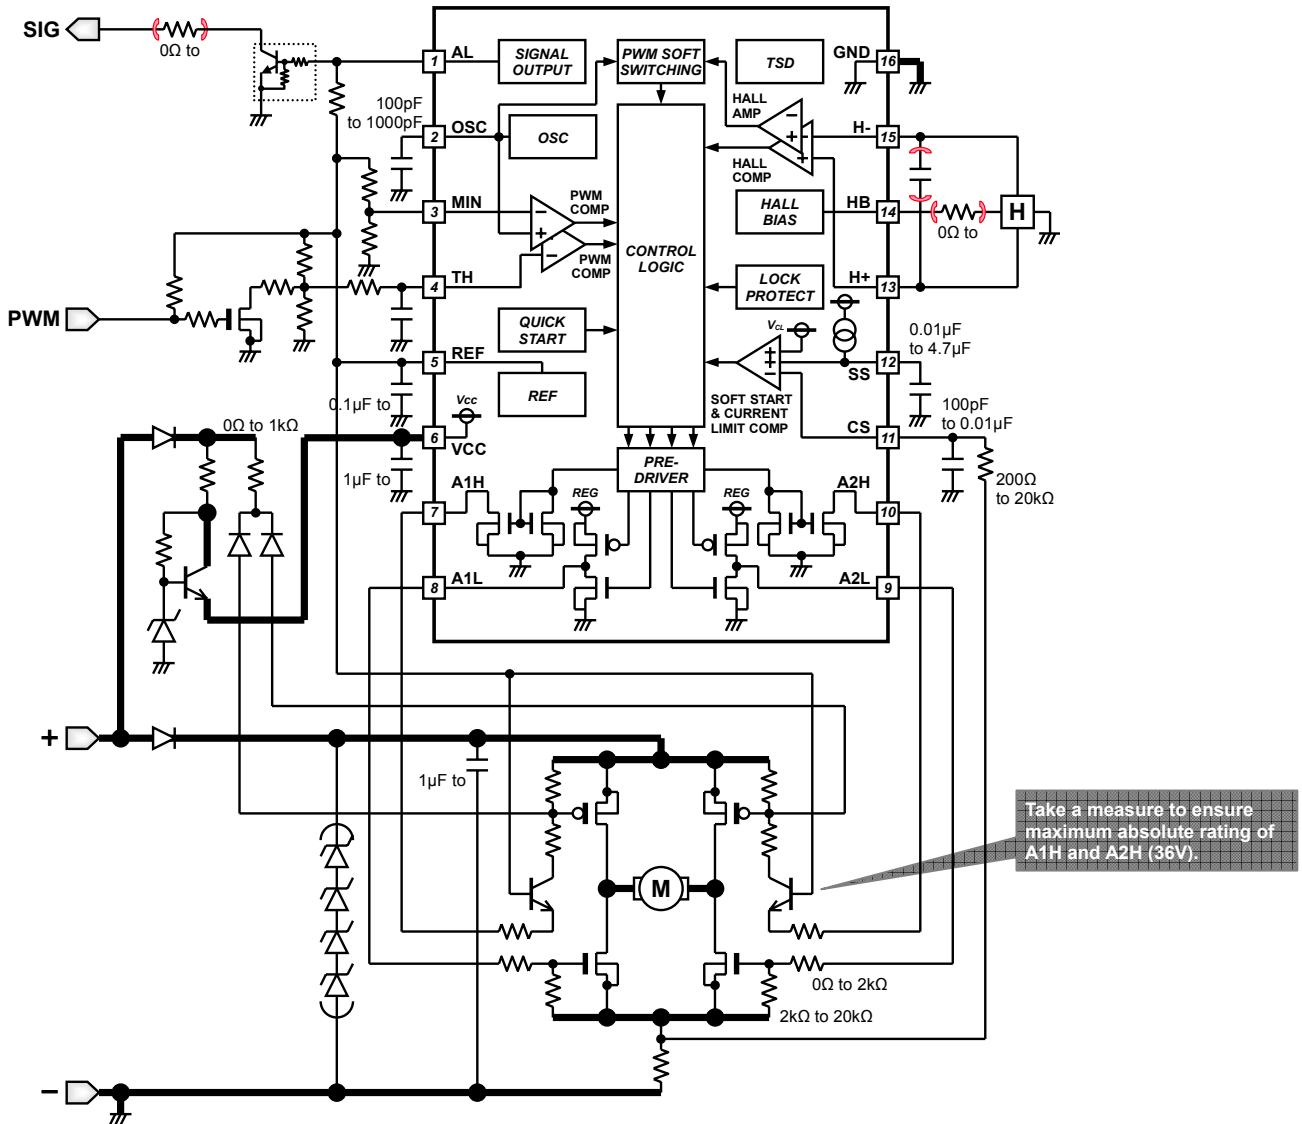 SIG
0Ω to
1
AL
SIGNAL
OUTPUT
PWM SOFT
SWITCHING
TSD
GND
16
100pF
to 1000pF
2
OSC
OSC
HALL
AMP
HALL
COMP
H-
15
3
MIN
PWM
COMP
PWM
COMP
CONTROL
LOGIC
HALL
BIAS
HB
14
0Ω to
H
PWM
4
TH
LOCK
PROTECT
H+
13
QUICK
START
VCL
0.01µF
to 4.7µF
5
REF
REF
SS
12
0.1µF to
SOFT START
& CURRENT
LIMIT COMP
100pF
to 0.01µF
0Ω to 1kΩ
Vcc
6
VCC
CS
11
1µF to
PRE-
DRIVER
200Ω
to 20kΩ
A1H
7
REG
REG
A2H
10
8
A1L
A2L
9
+
1µF to
Take a measure to ensure
maximum absolute rating of
A1H and A2H (36V).
M
0Ω to 2kΩ
2kΩ to 20kΩ
−